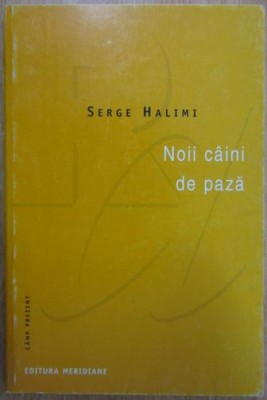 SERGE HALIMI
Noii câini
de pază
CÂMP PREZENT
EDITURA MERIDIANE